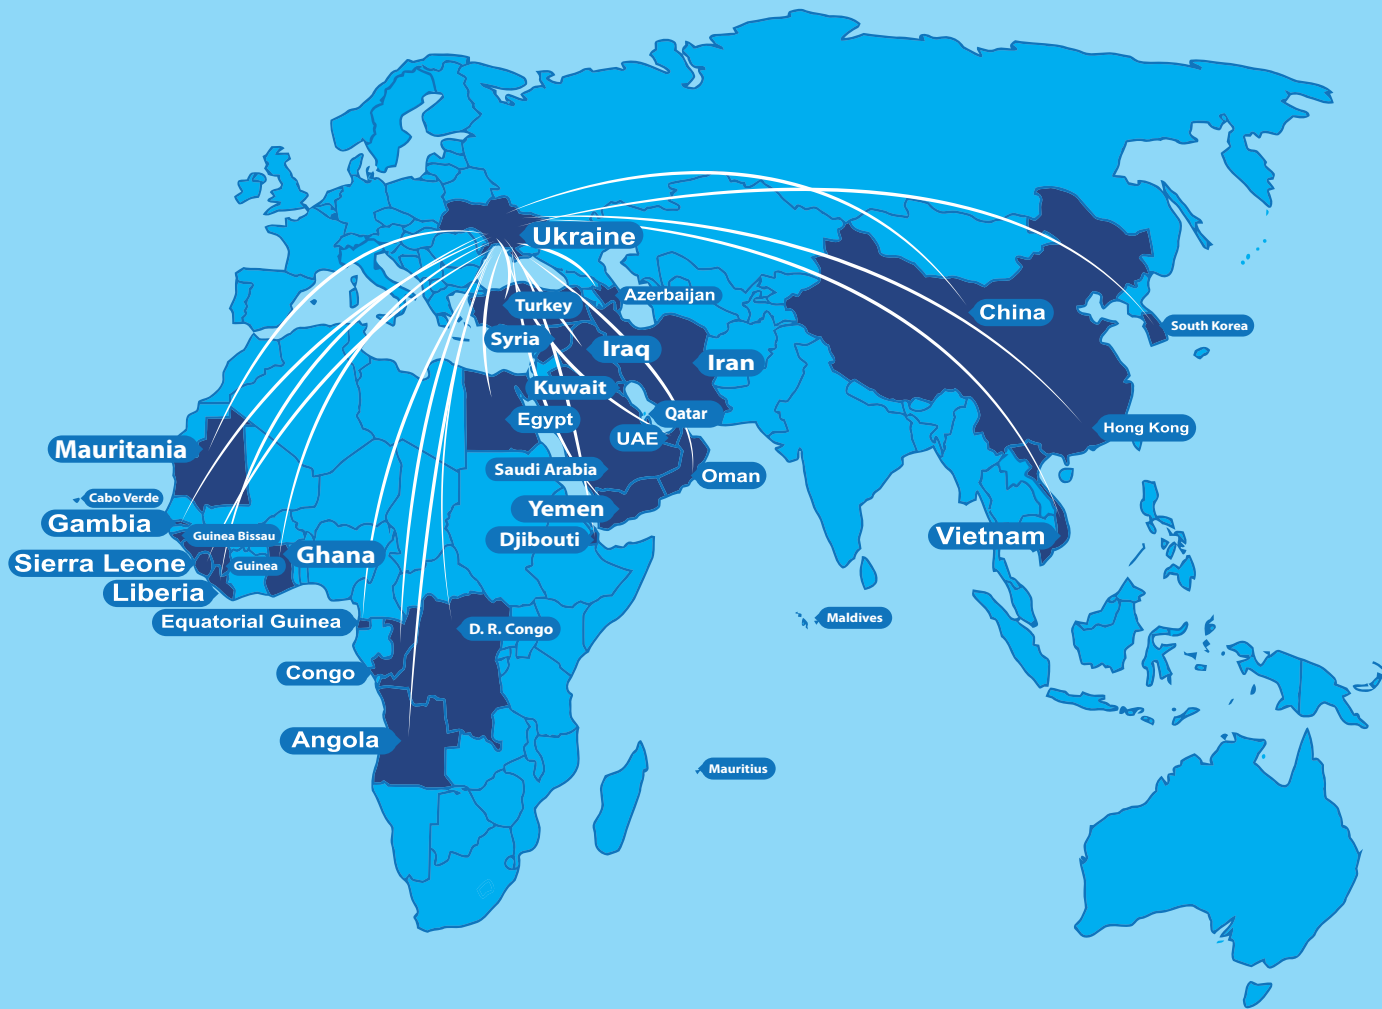 Ukraine
Azerbaijan
Turkey
China
South Korea
Syria
Iraq
Iran
Kuwait
Qatar
Egypt
Hong Kong
UAE
Mauritania
Saudi Arabia
Oman
Cabo Verde
Yemen
Gambia
Guinea Bissau
Vietnam
Djibouti
Ghana
Sierra Leone
Guinea
Liberia
Maldives
Equatorial Guinea
D. R. Congo
Congo
Angola
Mauritius